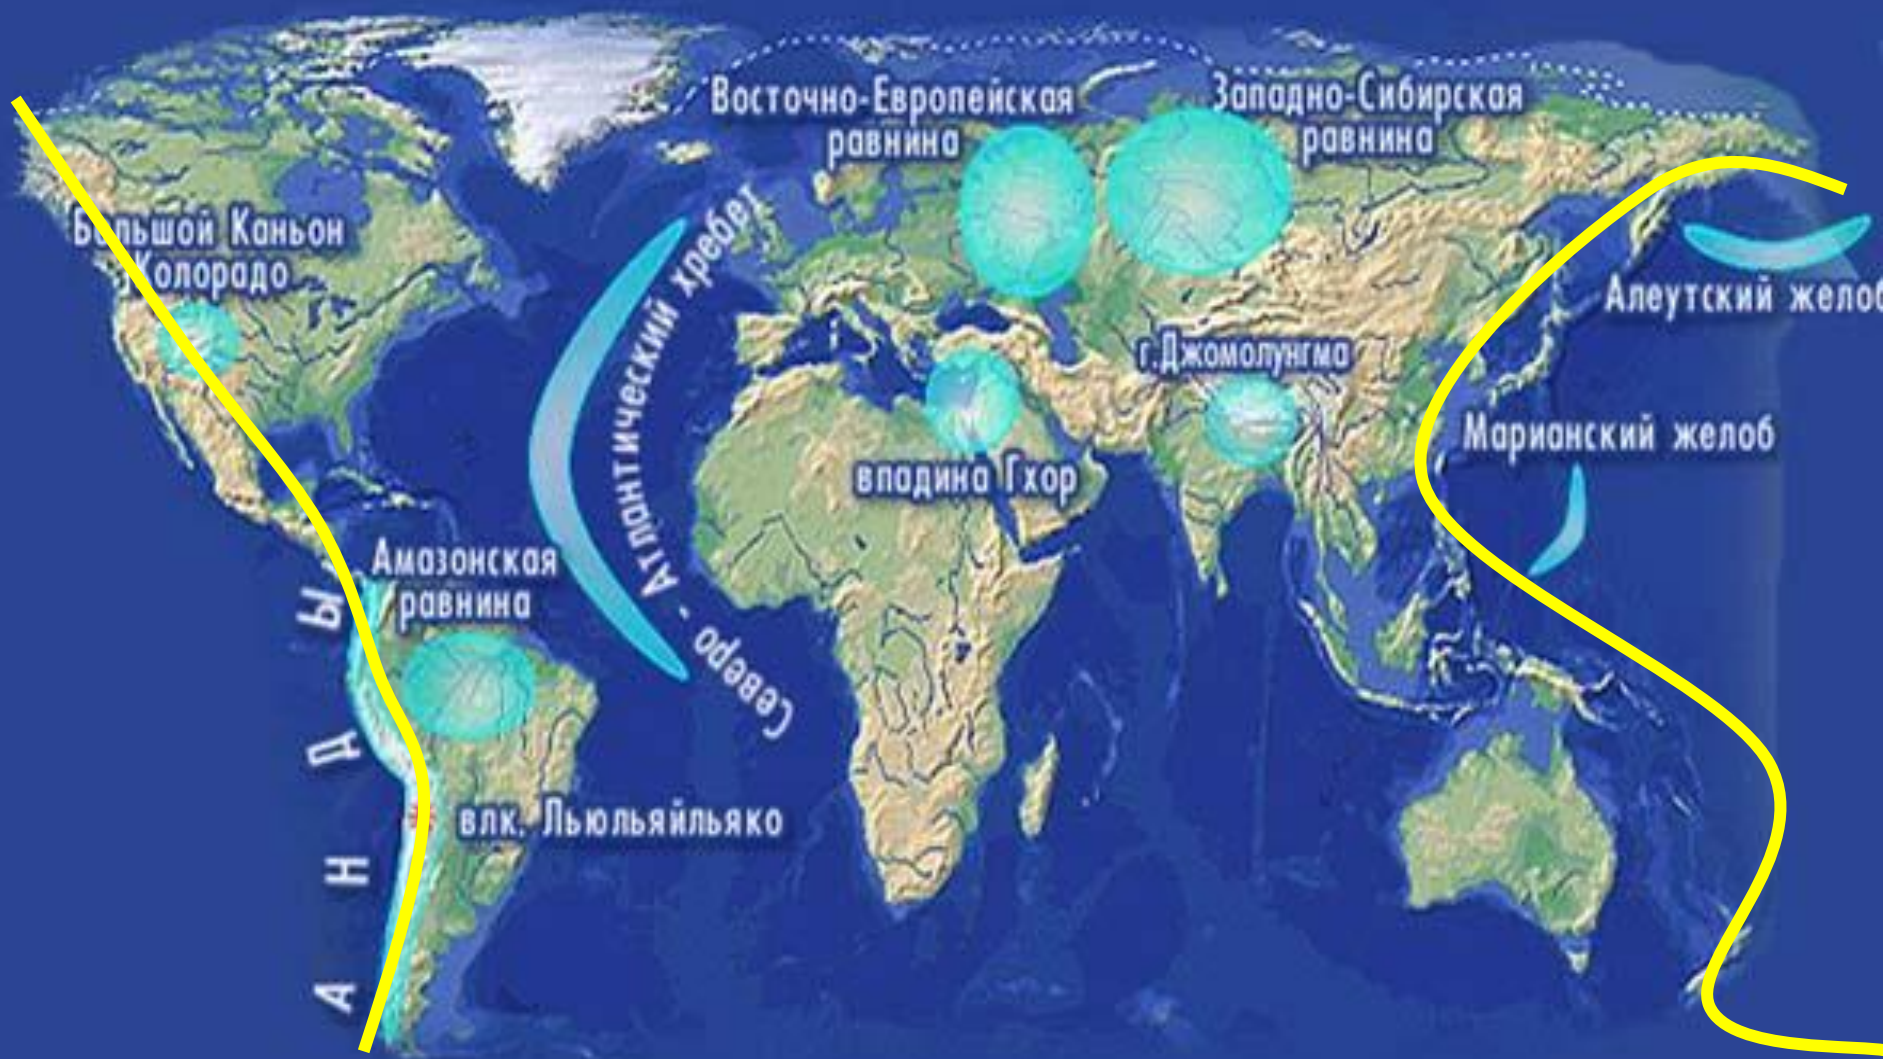 Восточно-Европейская
равнина
Западно-Сибирская
равнина
Большой Каньон
Колорадо
Северо - Атлантический хребет
Алеутский желоб
г.Джомолунгма
Марианский желоб
впадина Гхор
Амазонская
равнина
АНДЫ
влк. Льюльяйльяко